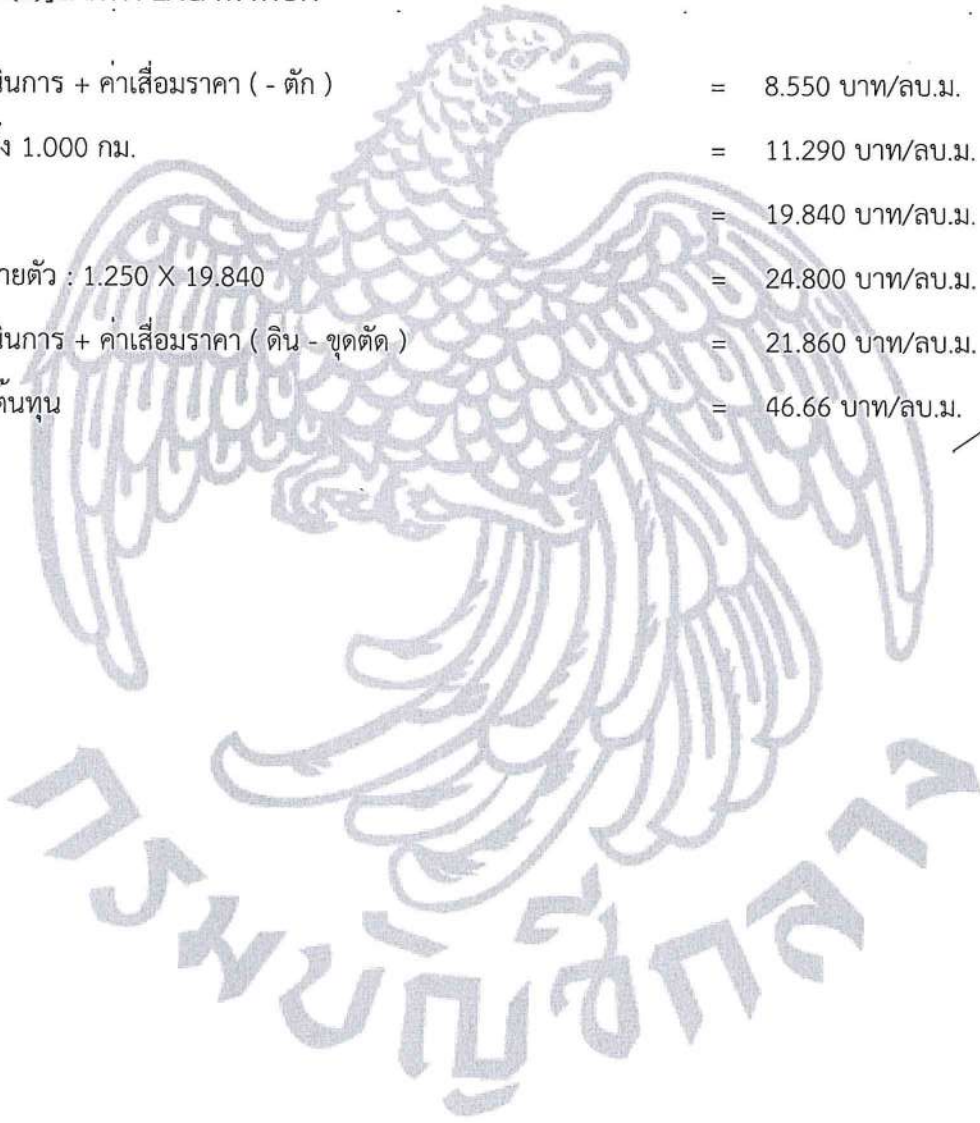 ินการ + ค่าเสื่อมราคา ( - ตัก ) = 8.550 บาท/ลบ.ม.
ง 1.000 กม. = 11.290 บาท/ลบ.ม.
= 19.840 บาท/ลบ.ม.
ายตัว : 1.250 X 19.840 = 24.800 บาท/ลบ.ม.
ินการ + ค่าเสื่อมราคา ( ดิน - ขุดตัด ) = 21.860 บาท/ลบ.ม.
ต้นทุน = 46.66 บาท/ลบ.ม.
กรมบัญชีกลาง